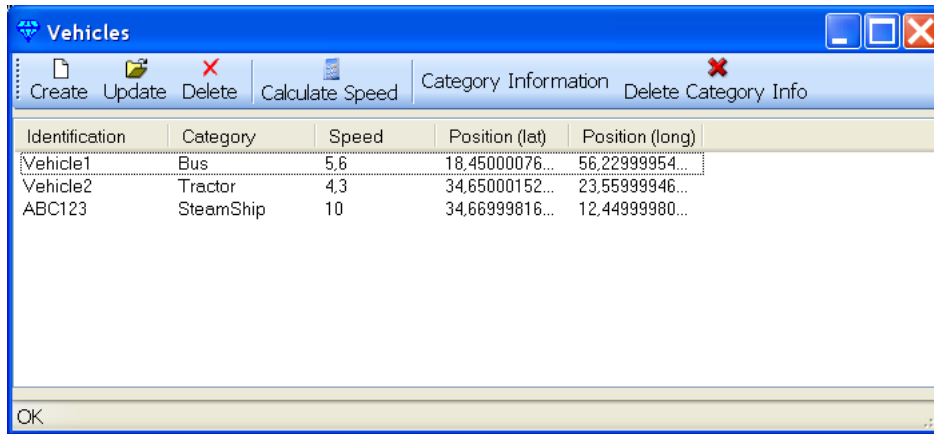 Vehicles
Create Update Delete Calculate Speed Category Information Delete Category Info
Identification Category Speed Position (lat) Position (long)
Vehicle1 Bus 5,6 18,45000076... 56,22999954...
Vehicle2 Tractor 4,3 34,65000152... 23,55999946...
ABC123 SteamShip 10 34,66999816... 12,44999980...
OK